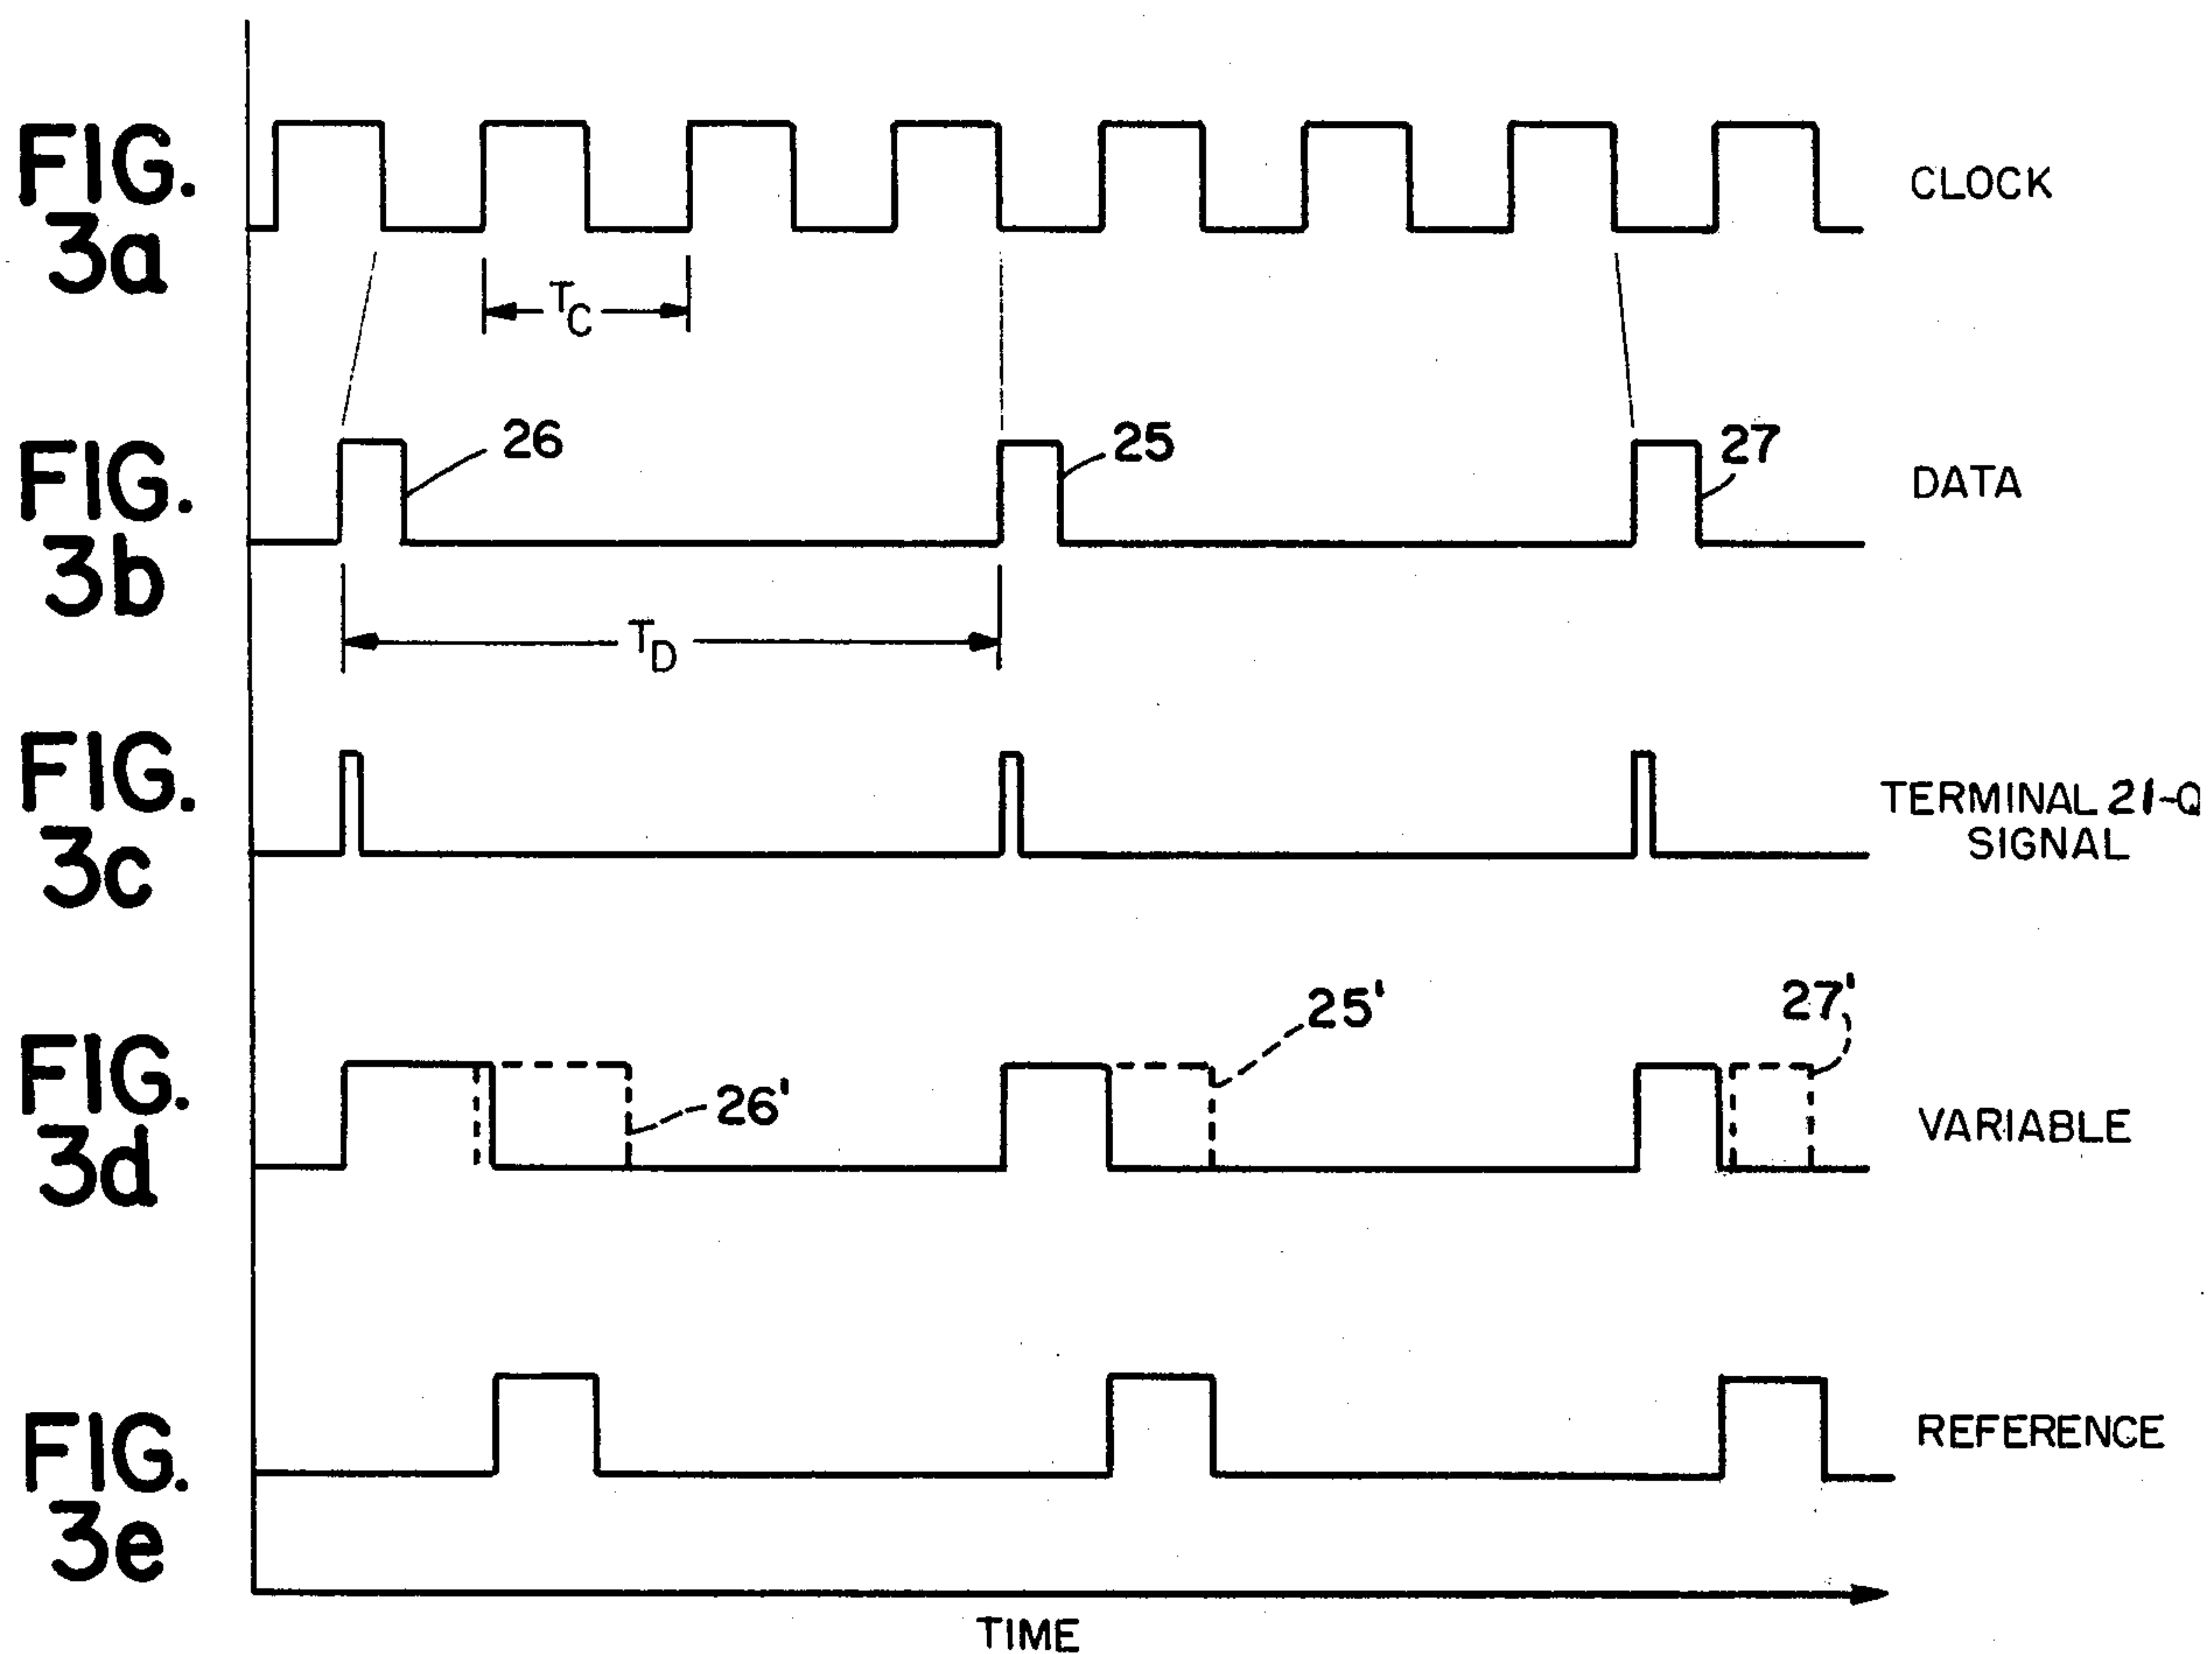 FIG.
3a
CLOCK
TC
FIG.
3b
26
25
27
DATA
TD
FIG.
3c
TERMINAL 21-Q
SIGNAL
FIG.
3d
26'
25'
27'
VARIABLE
FIG.
3e
REFERENCE
TIME